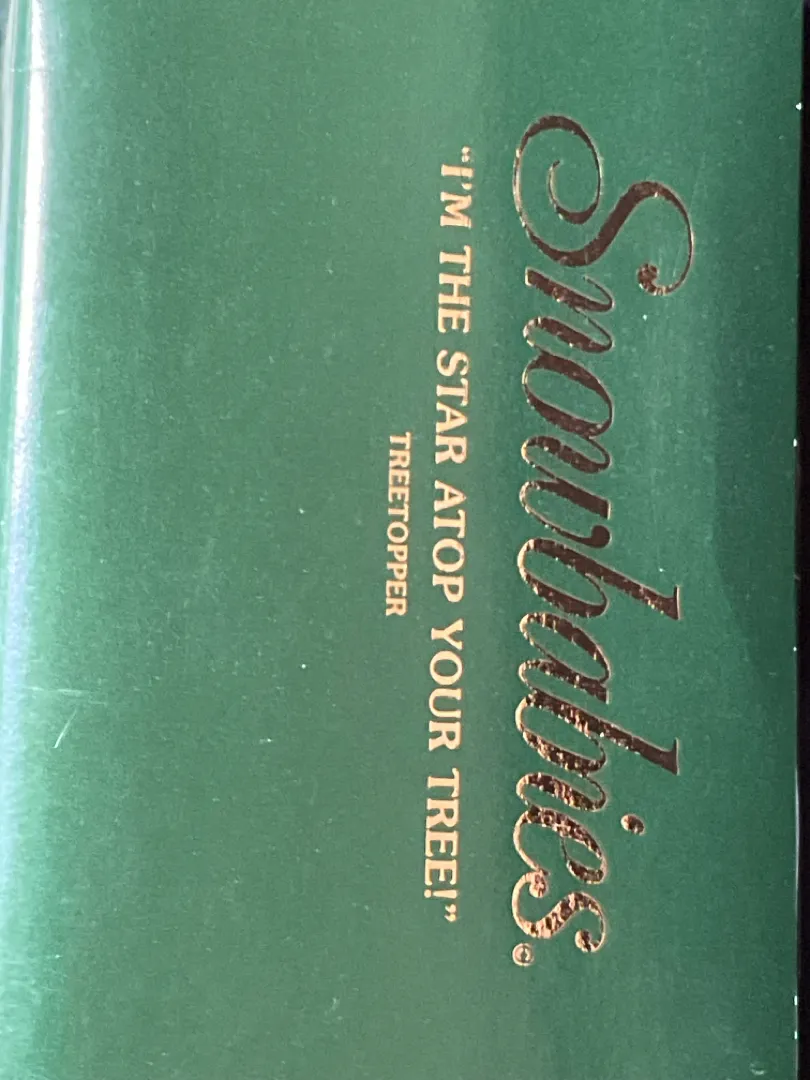 Snowbabies©
“I'M THE STAR ATOP YOUR TREE!”
TREETOPPER